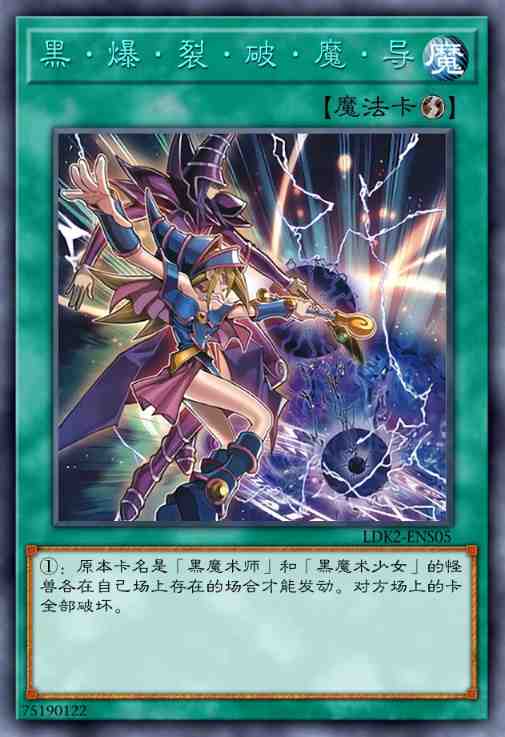 黑·爆·裂·破·魔·导 魔
【魔法卡】
LDK2-ENS05
①：原本卡名是「黑魔术师」和「黑魔术少女」的怪
兽各在自己场上存在的场合才能发动。对方场上的卡
全部破坏。
75190122